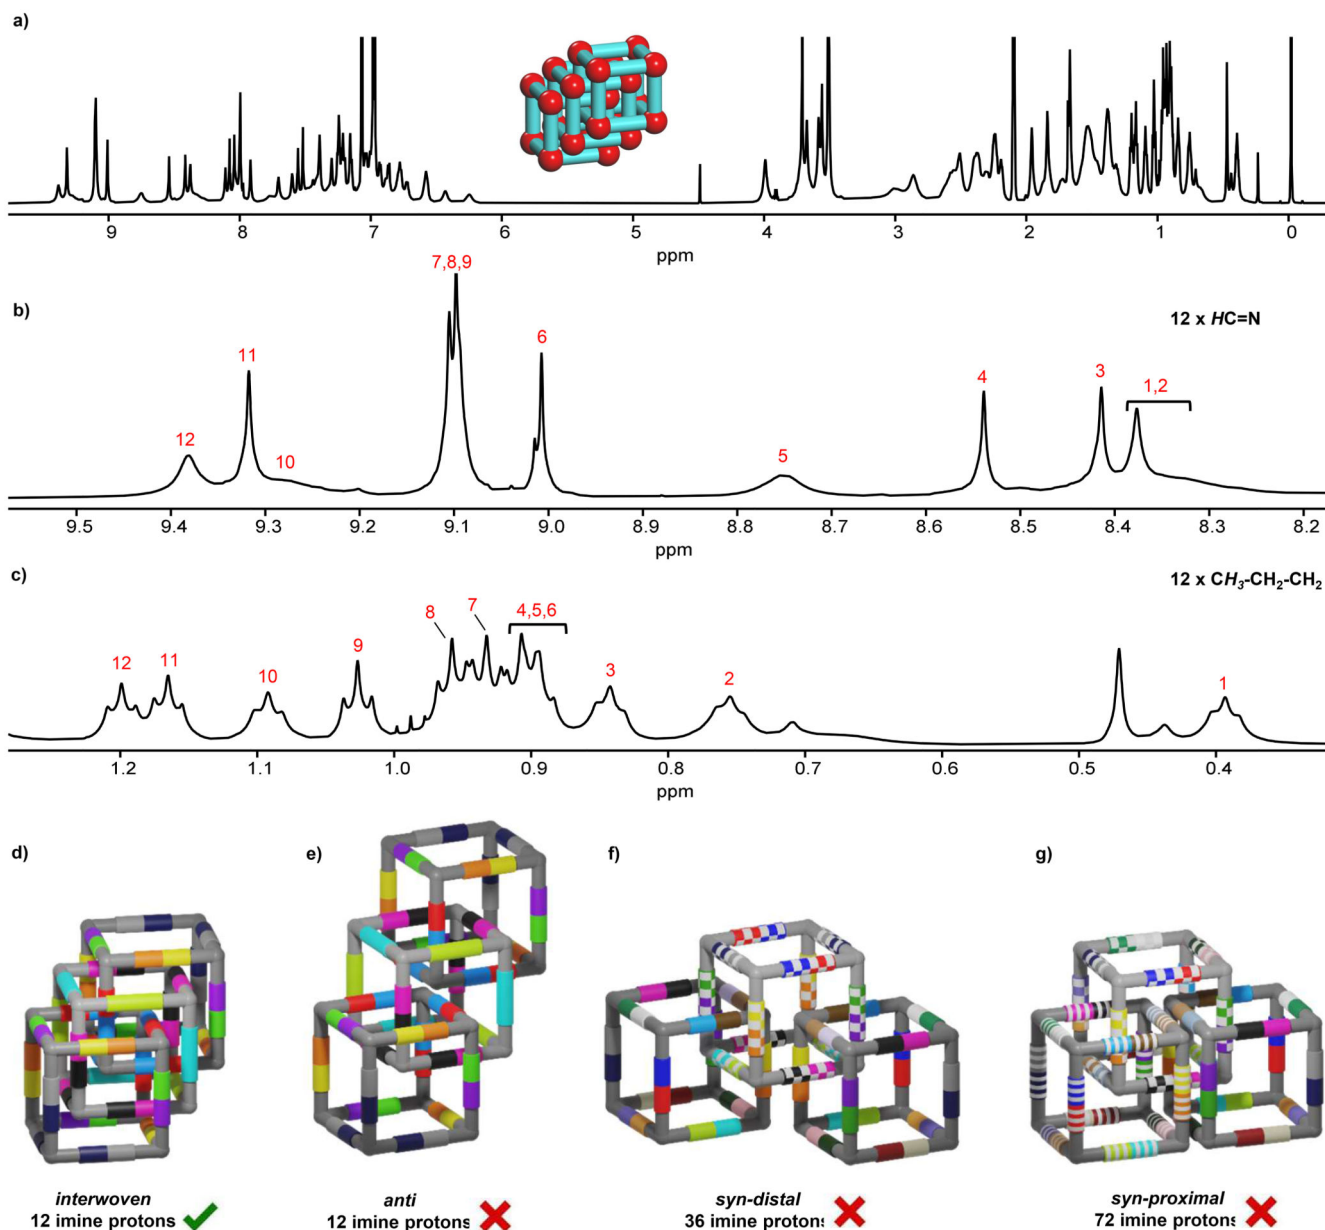 a)
9 8 7 6 5 4 3 2 1 0
ppm
7,8,9
b)
12 x HC=N
11
6
4
3
1,2
12
10
5
9.5 9.4 9.3 9.2 9.1 9.0 8.9 8.8 8.7 8.6 8.5 8.4 8.3 8.2
ppm
c)
12 x CH3-CH2-CH2
8
7
4,5,6
12
11
10
9
3
2
1
1.2 1.1 1.0 0.9 0.8 0.7 0.6 0.5 0.4
ppm
d)
e)
f)
g)
interwoven
12 imine protons
anti
12 imine protons
syn-distal
36 imine protons
syn-proximal
72 imine protons